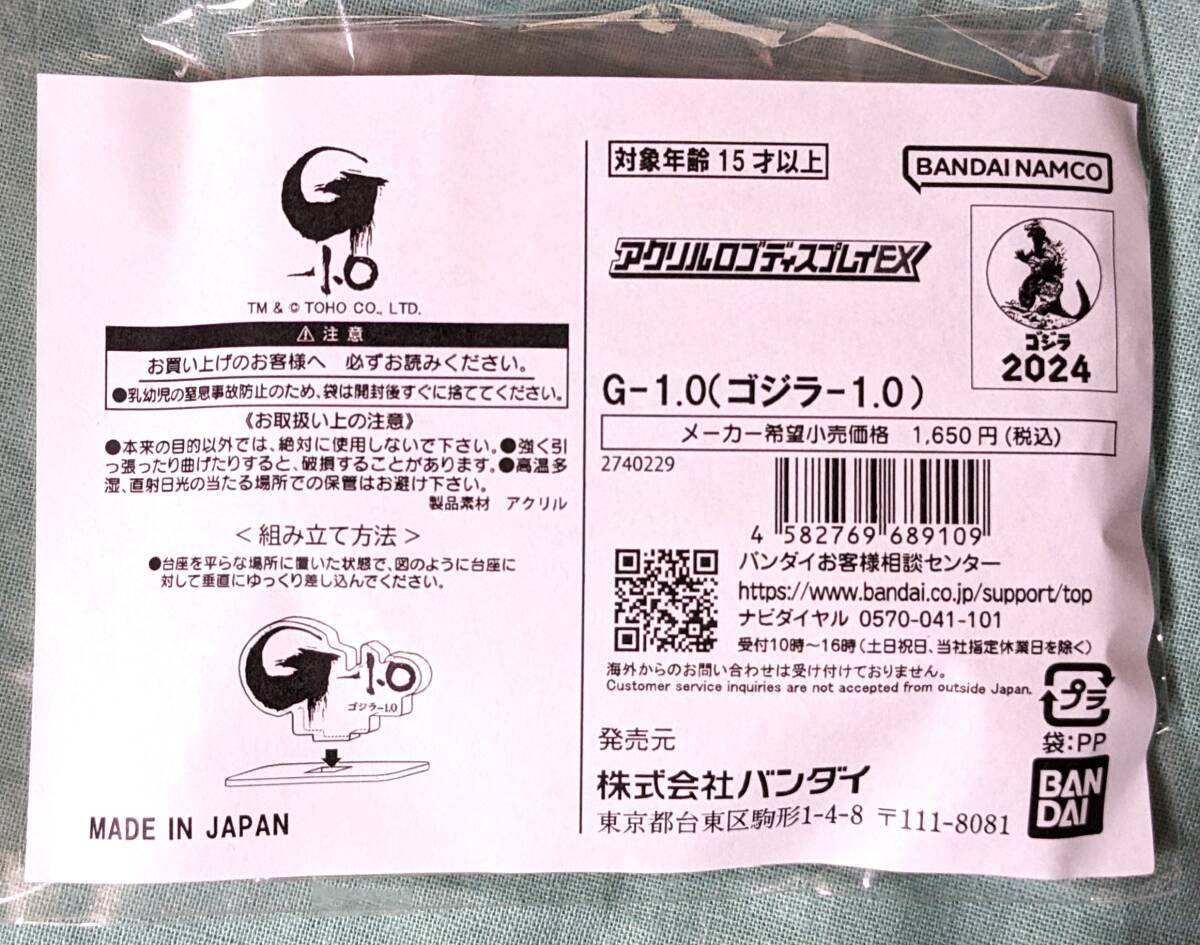 G
-1.0
TM & © TOHO CO., LTD.
⚠ 注意
お買い上げのお客様へ 必ずお読みください。
●乳幼児の窒息事故防止のため、袋は開封後すぐに捨ててください。
《お取扱い上の注意》
●本来の目的以外では、絶対に使用しないで下さい。●強く引
っ張ったり曲げたりすると、破損することがあります。●高温多
湿、直射日光の当たる場所での保管はお避け下さい。
製品素材 アクリル
＜組み立て方法＞
●台座を平らな場所に置いた状態で、図のように台座に
対して垂直にゆっくり差し込んでください。
G-1.0
ゴジラ-1.0
MADE IN JAPAN
対象年齢 15才以上
BANDAI NAMCO
アクリルロゴディスプレイEX
ゴジラ
2024
G-1.0(ゴジラ-1.0)
メーカー希望小売価格 1,650円(税込)
2740229
4 582769 689109
バンダイお客様相談センター
https://www.bandai.co.jp/support/top
ナビダイヤル 0570-041-101
受付10時～16時(土日祝日、当社指定休業日を除く)
海外からのお問い合わせは受け付けておりません。
Customer service inquiries are not accepted from outside Japan.
プラ
袋:PP
発売元
株式会社バンダイ
東京都台東区駒形1-4-8 〒111-8081
BAN
DAI